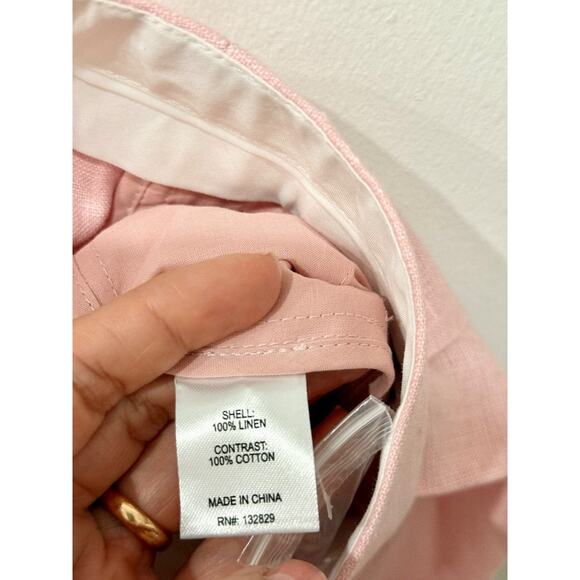 SHELL:
100% LINEN
CONTRAST:
100% COTTON
MADE IN CHINA
RN#: 132829